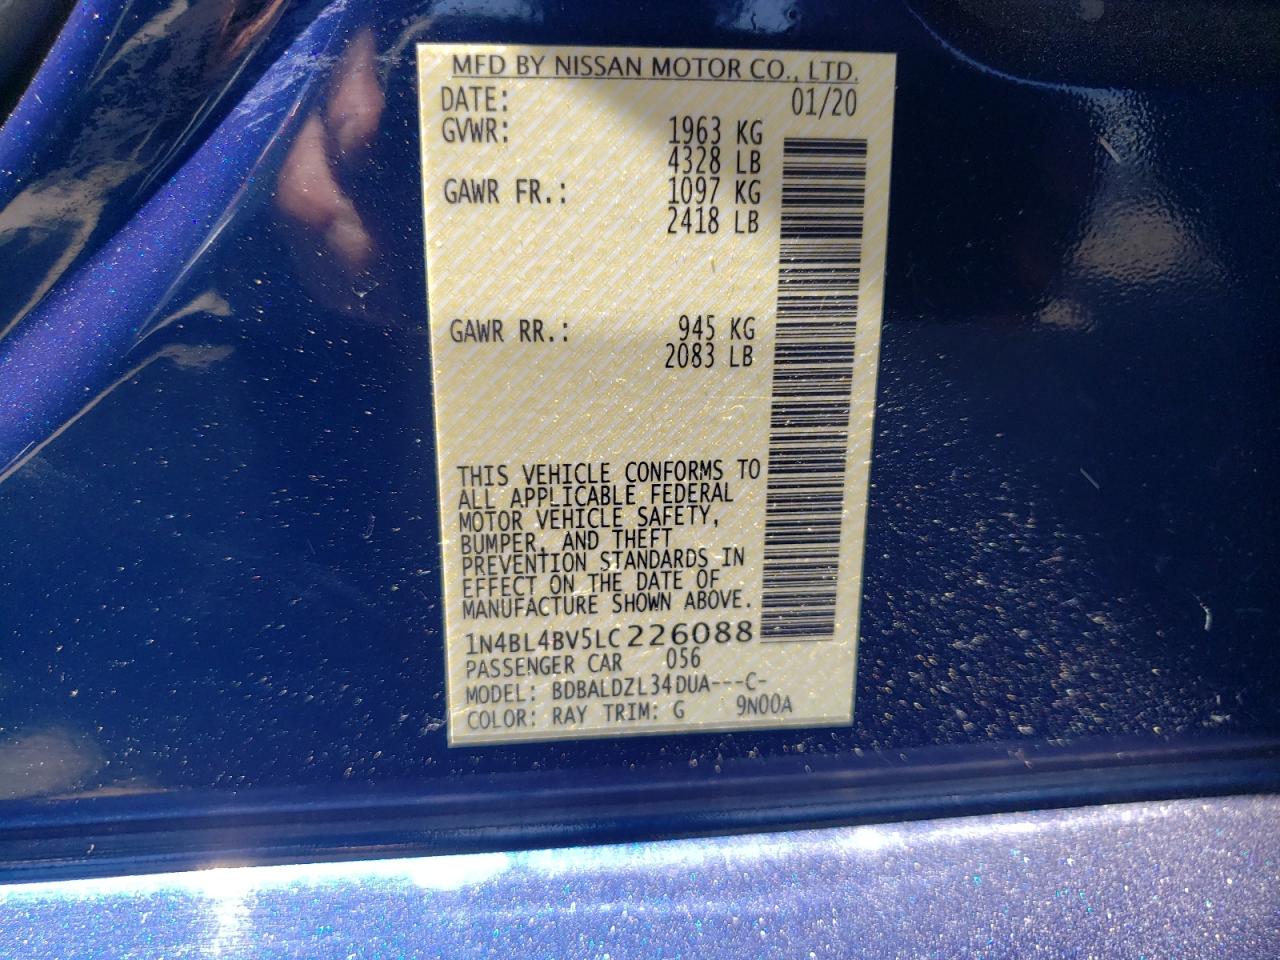 MFD BY NISSAN MOTOR CO., LTD.
DATE: 01/20
GVWR: 1963 KG
4328 LB
GAWR FR.: 1097 KG
2418 LB
GAWR RR.: 945 KG
2083 LB
THIS VEHICLE CONFORMS TO
ALL APPLICABLE FEDERAL
MOTOR VEHICLE SAFETY,
BUMPER, AND THEFT
PREVENTION STANDARDS IN
EFFECT ON THE DATE OF
MANUFACTURE SHOWN ABOVE.
1N4BL4BV5LC226088
PASSENGER CAR 056
MODEL: BDBALDZL34DUA---C-
COLOR: RAY TRIM: G 9N00A